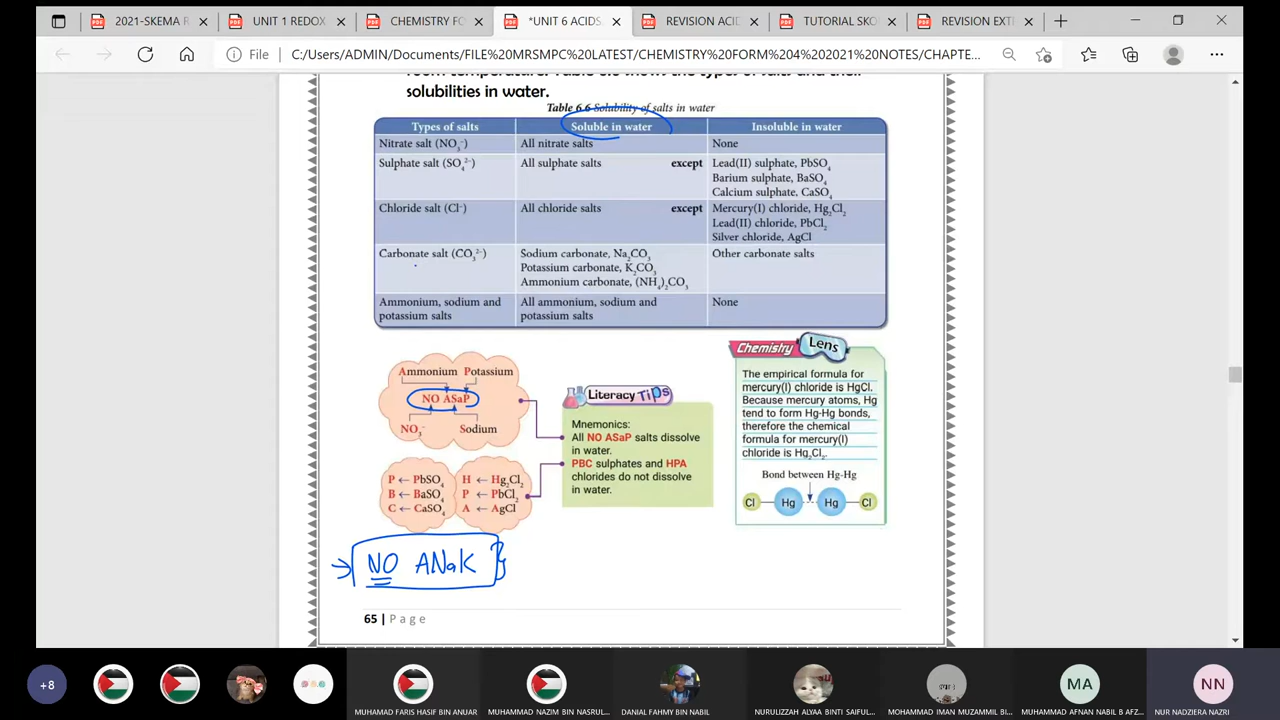 2021-SKEMA R
UNIT 1 REDOX
CHEMISTRY FO
*UNIT 6 ACIDS
REVISION ACID
TUTORIAL SKO
REVISION EXTE
File
C:/Users/ADMIN/Documents/FILE%20MRSMPC%20LATEST/CHEMISTRY%20FORM%204%202021%20NOTES/CHAPTE...
solubilities in water.
Table 6.6 Solubility of salts in water
Types of salts
Soluble in water
Insoluble in water
Nitrate salt (NO₃⁻)
All nitrate salts
None
Sulphate salt (SO₄²⁻)
All sulphate salts
except
Lead(II) sulphate, PbSO₄
Barium sulphate, BaSO₄
Calcium sulphate, CaSO₄
Chloride salt (Cl⁻)
All chloride salts
except
Mercury(I) chloride, Hg₂Cl₂
Lead(II) chloride, PbCl₂
Silver chloride, AgCl
Carbonate salt (CO₃²⁻)
Sodium carbonate, Na₂CO₃
Potassium carbonate, K₂CO₃
Ammonium carbonate, (NH₄)₂CO₃
Other carbonate salts
Ammonium, sodium and
potassium salts
All ammonium, sodium and
potassium salts
None
Ammonium Potassium
NO ASaP
NO₃⁻ Sodium
P ← PbSO₄
B ← BaSO₄
C ← CaSO₄
H ← Hg₂Cl₂
P ← PbCl₂
A ← AgCl
Literacy Tips
Mnemonics:
All NO ASaP salts dissolve
in water.
PBC sulphates and HPA
chlorides do not dissolve
in water.
Chemistry Lens
The empirical formula for
mercury(I) chloride is HgCl.
Because mercury atoms, Hg
tend to form Hg-Hg bonds,
therefore the chemical
formula for mercury(I)
chloride is Hg₂Cl₂.
Bond between Hg-Hg
Cl Hg Hg Cl
→ NO ANaK
65 | Page
+8
MUHAMAD FARIS HASIF BIN ANUAR
MUHAMMAD NAZIM BIN NASRUL...
DANIAL FAHMY BIN NABIL
NURULIZZAH ALYAA BINTI SAIFUL...
MOHAMMAD IMAN MUZAMMIL BI...
MA
MUHAMMAD AFNAN NABIL B AFZ...
NN
NUR NADZIERA NAZRI